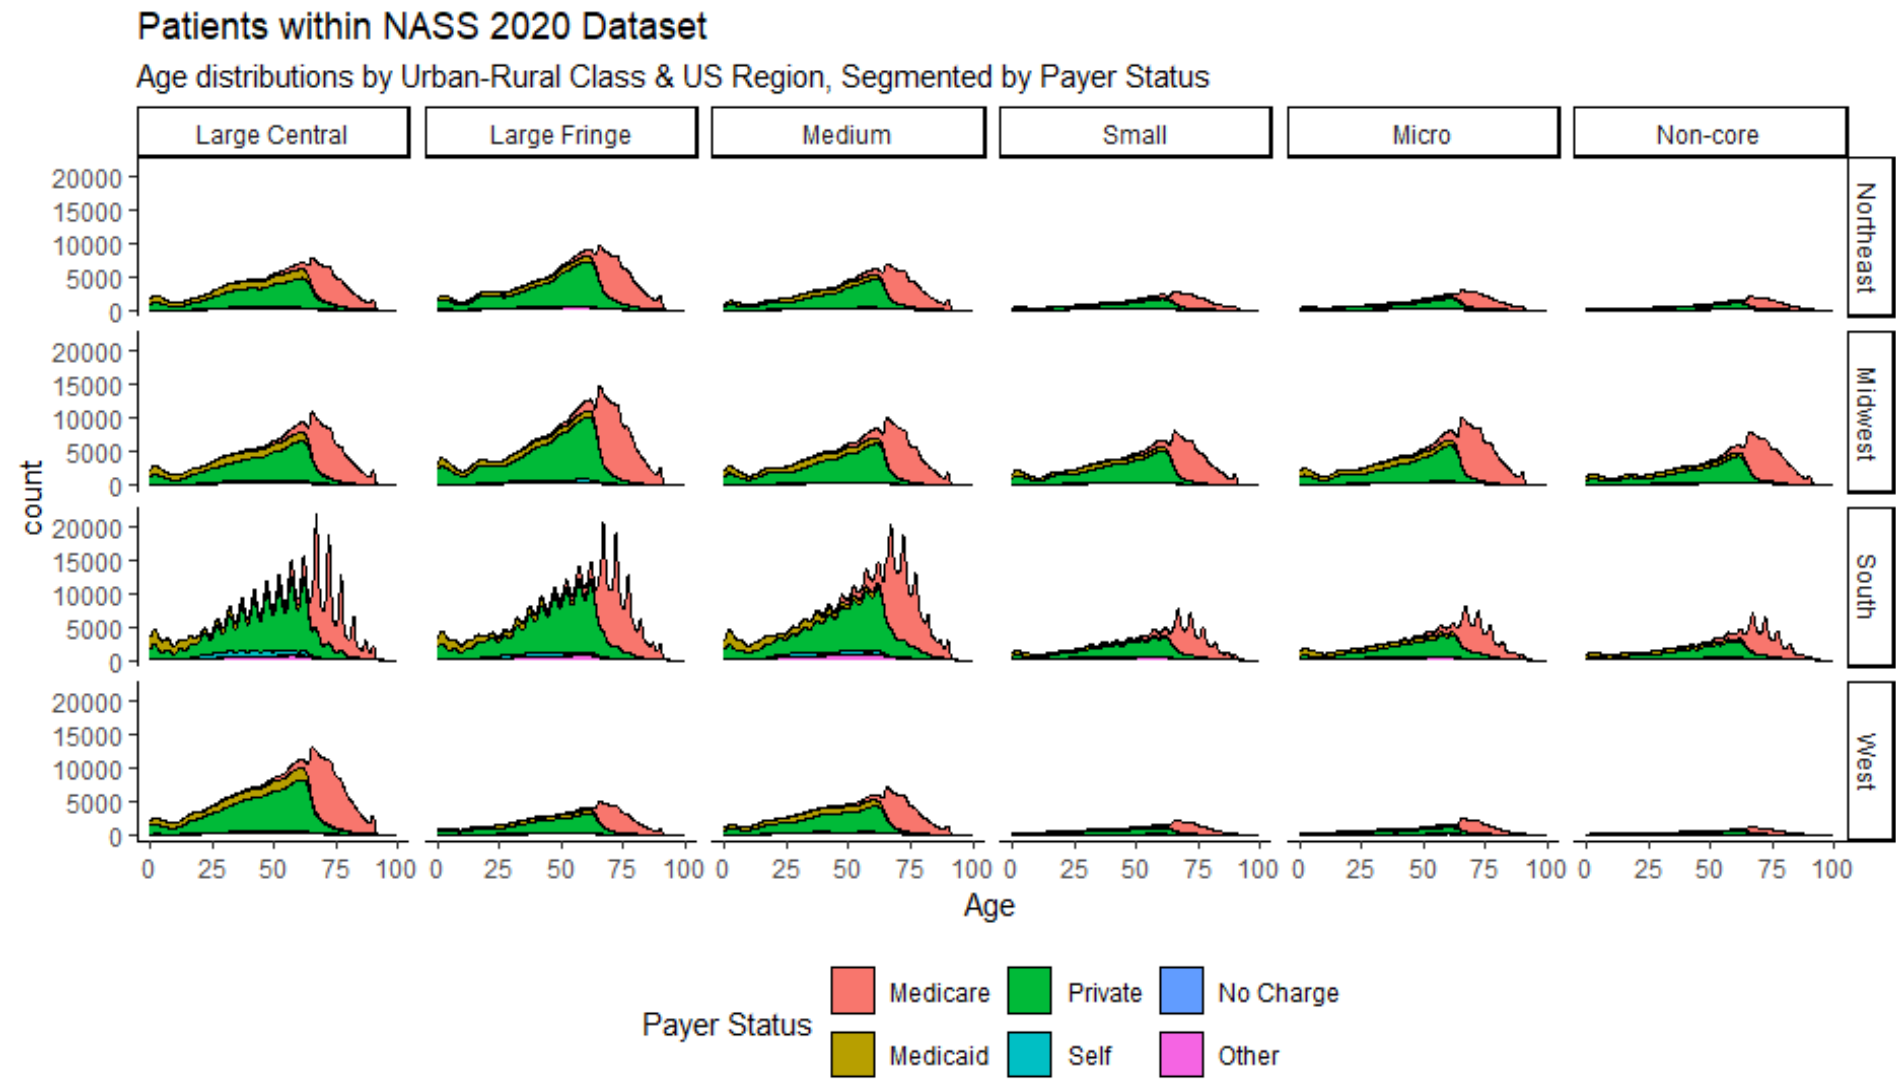 Patients within NASS 2020 Dataset
Age distributions by Urban-Rural Class & US Region, Segmented by Payer Status
Large Central Large Fringe Medium Small Micro Non-core
20000
15000
10000
5000
0
Northeast
20000
15000
10000
5000
0
Midwest
20000
15000
10000
5000
0
South
20000
15000
10000
5000
0
West
count
0 25 50 75 100 0 25 50 75 100 0 25 50 75 100 0 25 50 75 100 0 25 50 75 100 0 25 50 75 100
Age
Payer Status
Medicare Private No Charge
Medicaid Self Other